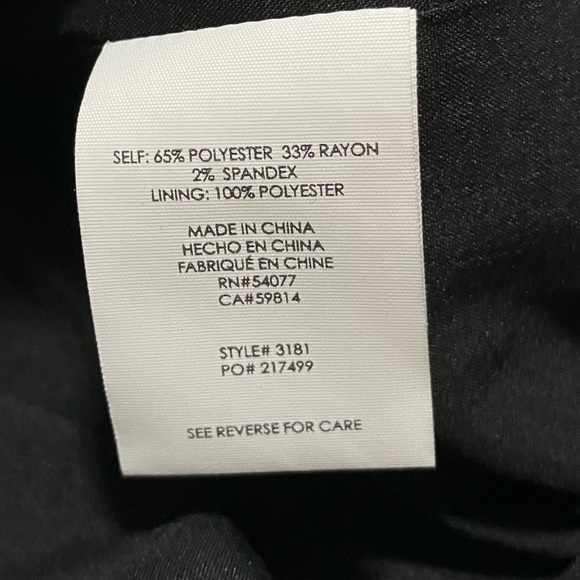 SELF: 65% POLYESTER 33% RAYON
2% SPANDEX
LINING: 100% POLYESTER
MADE IN CHINA
HECHO EN CHINA
FABRIQUÉ EN CHINE
RN#54077
CA#59814
STYLE# 3181
PO# 217499
SEE REVERSE FOR CARE